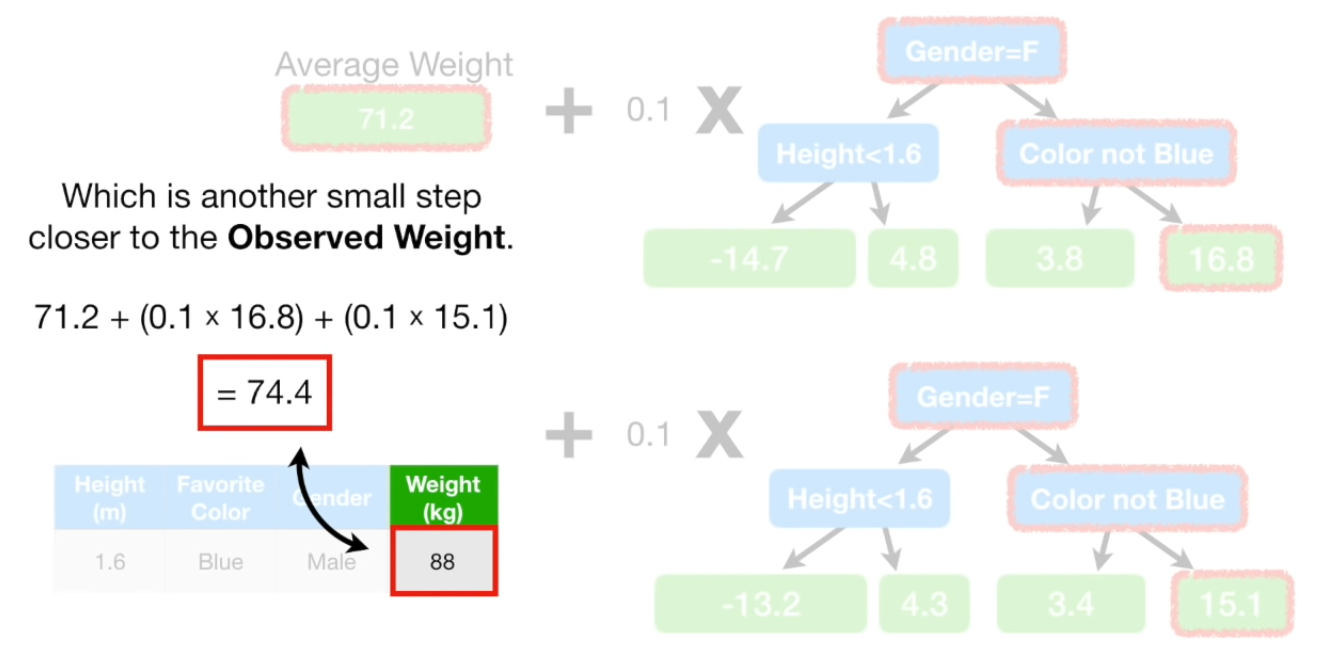 Average Weight
71.2
+ 0.1 X
Gender=F
Height<1.6
Color not Blue
-14.7
4.8
3.8
16.8
Which is another small step
closer to the Observed Weight.
71.2 + (0.1 × 16.8) + (0.1 × 15.1)
= 74.4
+ 0.1 X
Gender=F
Height<1.6
Color not Blue
-13.2
4.3
3.4
15.1
Height (m) Favorite Color Gender Weight (kg)
1.6 Blue Male 88